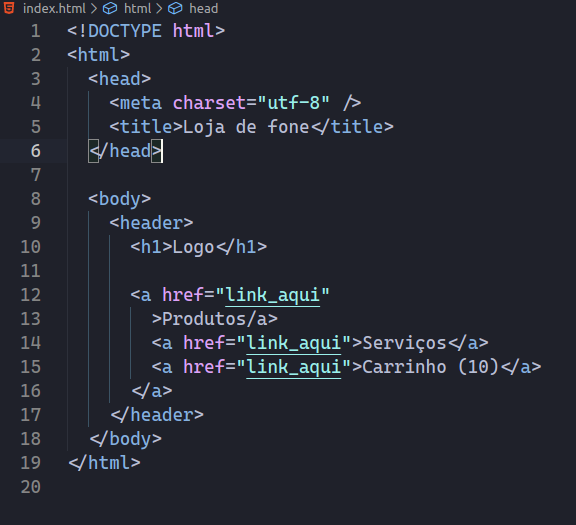 index.html > html > head
1 <!DOCTYPE html>
2 <html>
3   <head>
4     <meta charset="utf-8" />
5     <title>Loja de fone</title>
6   </head>
7
8   <body>
9     <header>
10       <h1>Logo</h1>
11
12       <a href="link_aqui"
13         >Produtos/a>
14         <a href="link_aqui">Serviços</a>
15         <a href="link_aqui">Carrinho (10)</a>
16       </a>
17     </header>
18   </body>
19 </html>
20